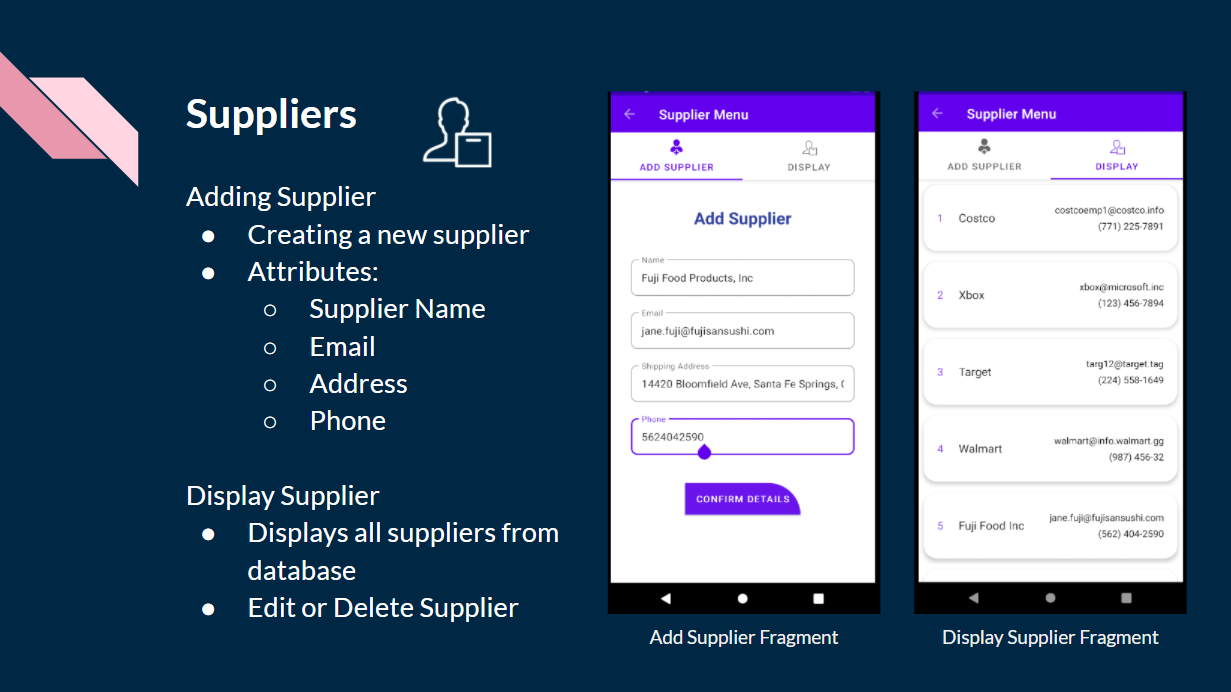 Suppliers
Adding Supplier
● Creating a new supplier
● Attributes:
○ Supplier Name
○ Email
○ Address
○ Phone
Display Supplier
● Displays all suppliers from
database
● Edit or Delete Supplier
Supplier Menu
ADD SUPPLIER
DISPLAY
Add Supplier
Name
Fuji Food Products, Inc
Email
jane.fuji@fujisansushi.com
Shipping Address
14420 Bloomfield Ave, Santa Fe Springs,
Phone
5624042590
CONFIRM DETAILS
Add Supplier Fragment
Supplier Menu
ADD SUPPLIER
DISPLAY
1 Costco
costcoemp1@costco.info
(771) 225-7891
2 Xbox
xbox@microsoft.inc
(123) 456-7894
3 Target
targ12@target.tag
(224) 558-1649
4 Walmart
walmart@info.walmart.gg
(987) 456-32
5 Fuji Food Inc
jane.fuji@fujisansushi.com
(562) 404-2590
Display Supplier Fragment